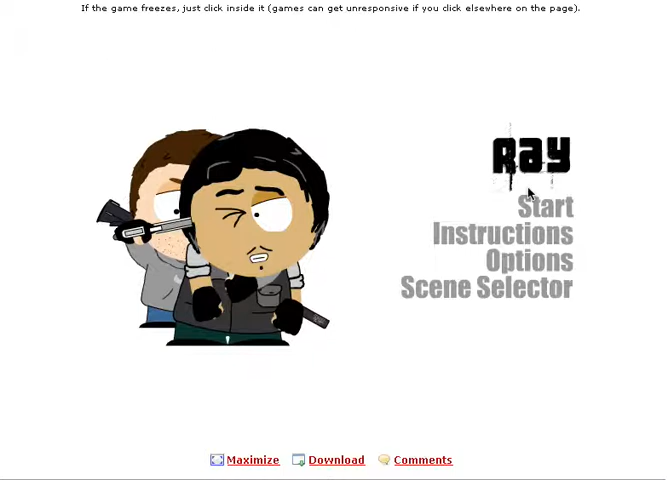 If the game freezes, just click inside it (games can get unresponsive if you click elsewhere on the page).
Ray
Start
Instructions
Options
Scene Selector
Maximize Download Comments